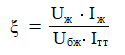 ξ = Uж · Iж / Uбж · Iтт